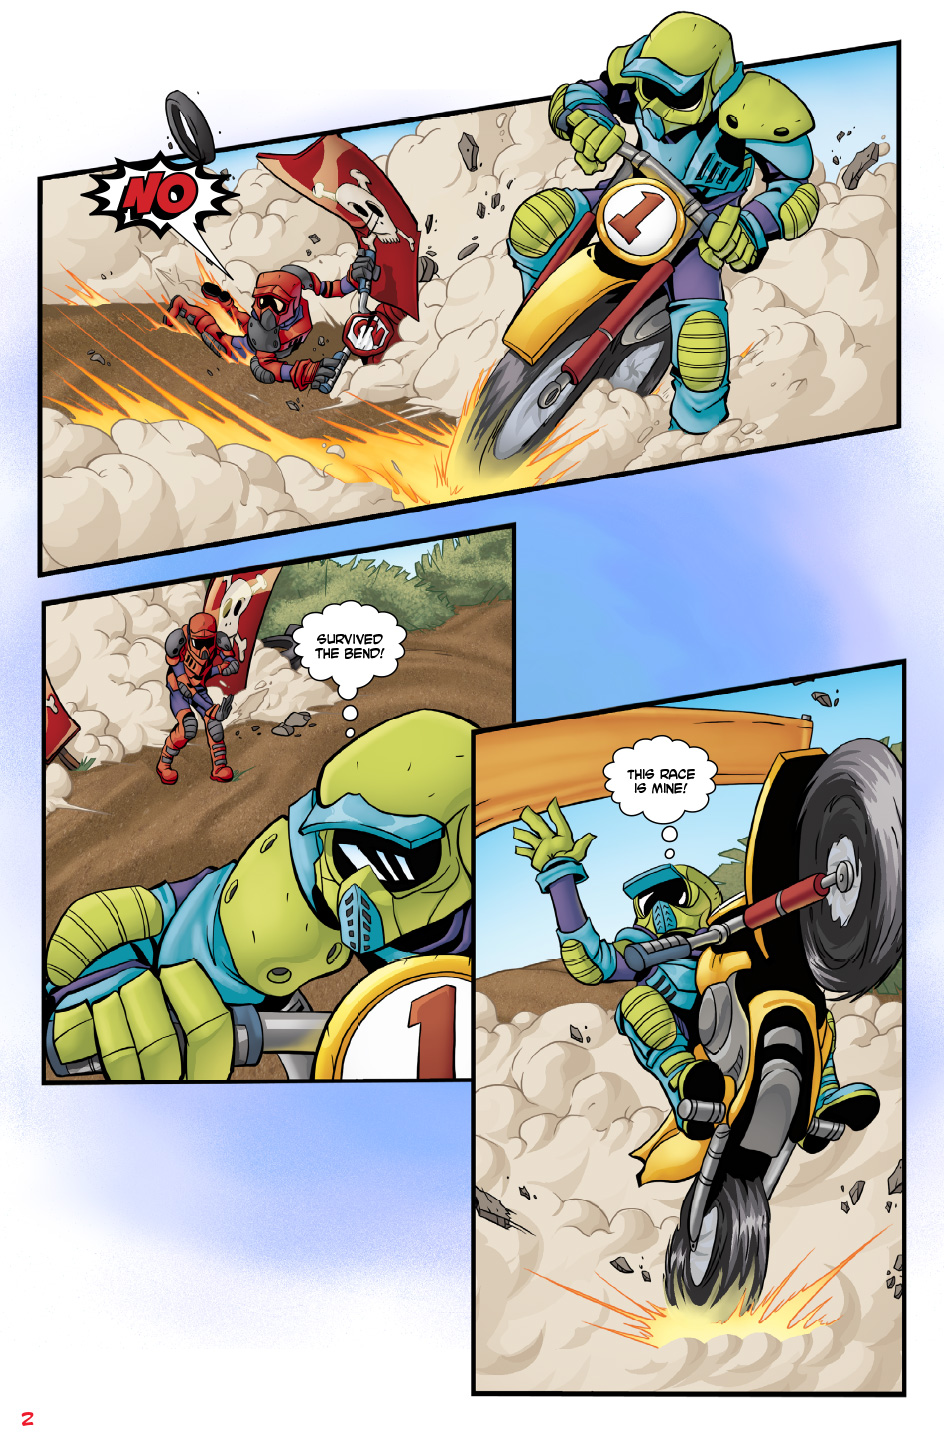 NO
1
SURVIVED
THE BEND!
1
THIS RACE
IS MINE!
2